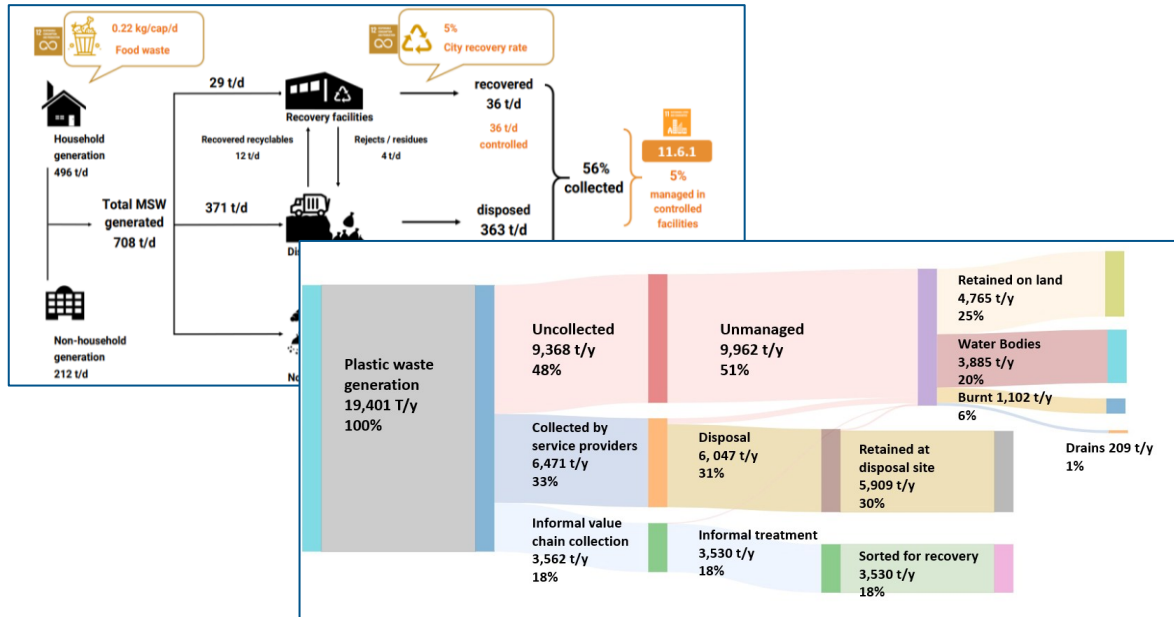 0.22 kg/cap/d
Food waste
5%
City recovery rate
29 t/d
Recovery facilities
recovered
36 t/d
36 t/d
controlled
Household
generation
496 t/d
Recovered recyclables
12 t/d
Rejects / residues
4 t/d
56%
collected
11.6.1
5%
managed in
controlled
facilities
Total MSW
generated
708 t/d
371 t/d
disposed
363 t/d
Non-household
generation
212 t/d
Plastic waste
generation
19,401 T/y
100%
Uncollected
9,368 t/y
48%
Unmanaged
9,962 t/y
51%
Retained on land
4,765 t/y
25%
Water Bodies
3,885 t/y
20%
Burnt 1,102 t/y
6%
Drains 209 t/y
1%
Collected by
service providers
6,471 t/y
33%
Disposal
6, 047 t/y
31%
Retained at
disposal site
5,909 t/y
30%
Informal value
chain collection
3,562 t/y
18%
Informal treatment
3,530 t/y
18%
Sorted for recovery
3,530 t/y
18%